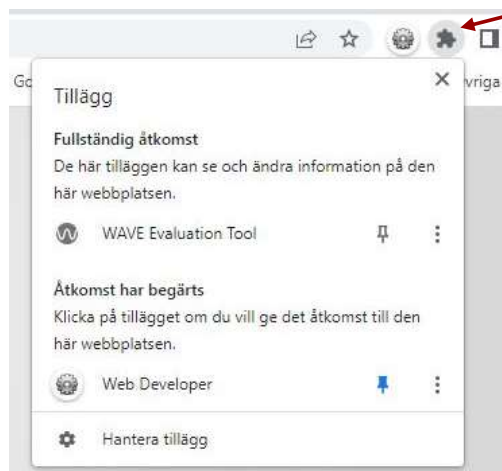 Go
vriga
Tillägg
Fullständig åtkomst
De här tilläggen kan se och ändra information på den
här webbplatsen.
WAVE Evaluation Tool
Åtkomst har begärts
Klicka på tillägget om du vill ge det åtkomst till den
här webbplatsen.
Web Developer
Hantera tillägg